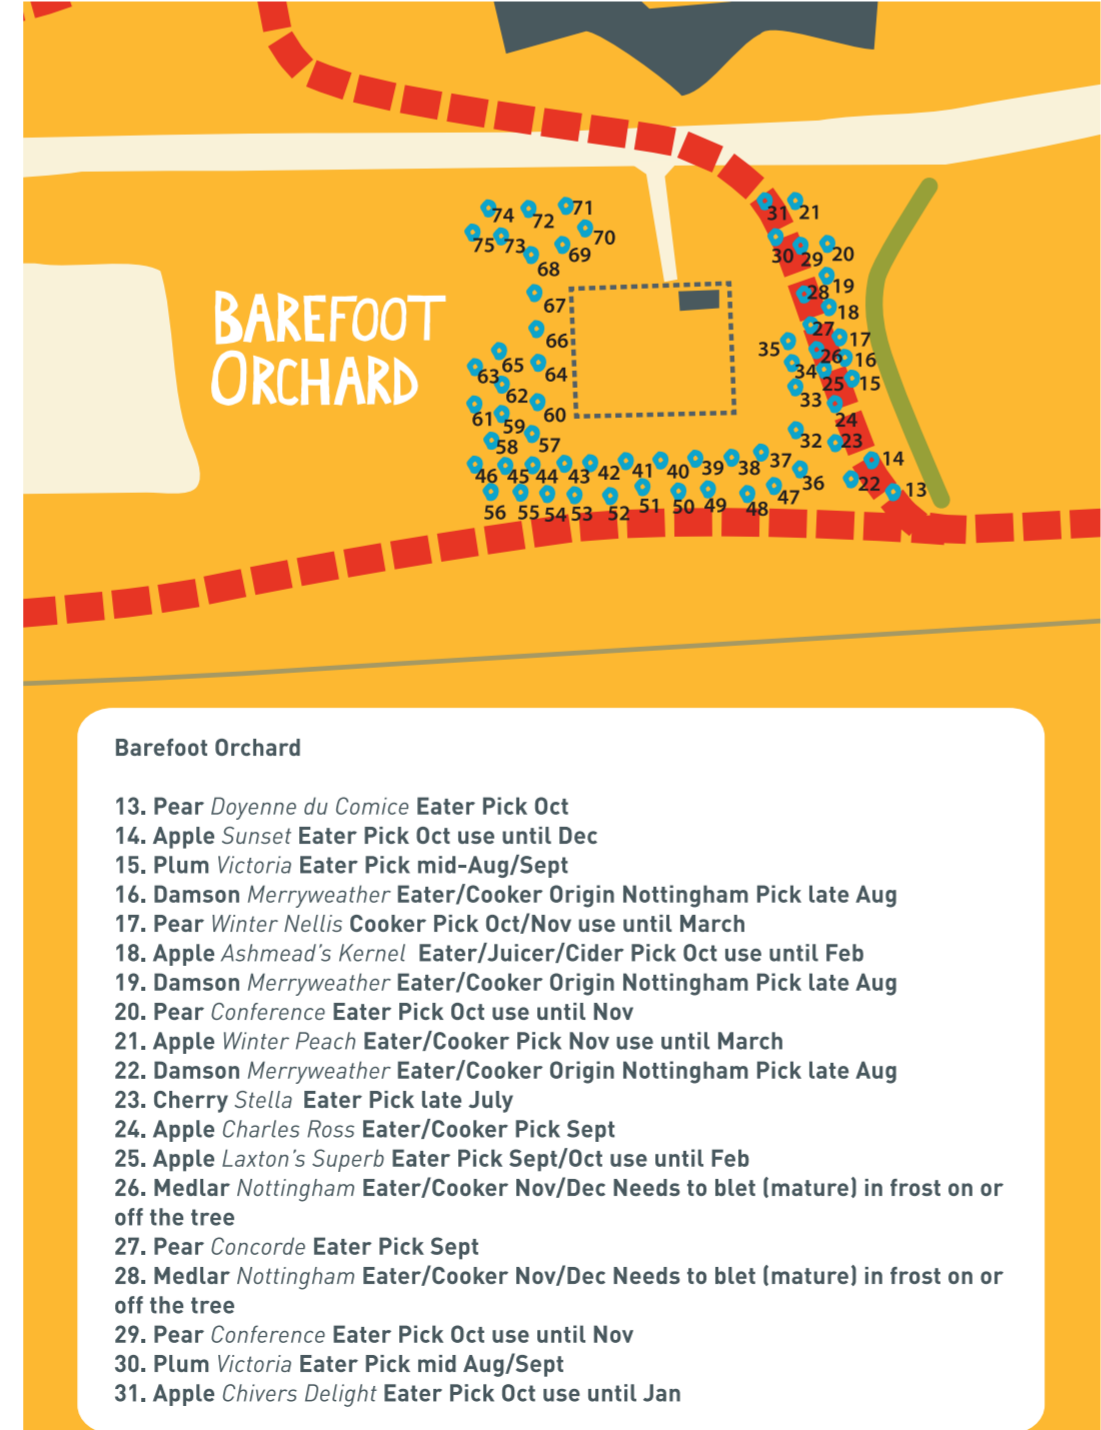 74
72
71
75
73
70
69
68
67
66
65
63
64
62
61
59
60
58
57
46
45
44
43
42
41
40
39
38
37
36
56
55
54
53
52
51
50
49
48
47
31
21
30
29
20
19
28
18
27
17
35
26
16
34
25
15
33
24
32
23
14
22
13
BAREFOOT
ORCHARD
Barefoot Orchard
13. Pear Doyenne du Comice Eater Pick Oct
14. Apple Sunset Eater Pick Oct use until Dec
15. Plum Victoria Eater Pick mid-Aug/Sept
16. Damson Merryweather Eater/Cooker Origin Nottingham Pick late Aug
17. Pear Winter Nellis Cooker Pick Oct/Nov use until March
18. Apple Ashmead's Kernel Eater/Juicer/Cider Pick Oct use until Feb
19. Damson Merryweather Eater/Cooker Origin Nottingham Pick late Aug
20. Pear Conference Eater Pick Oct use until Nov
21. Apple Winter Peach Eater/Cooker Pick Nov use until March
22. Damson Merryweather Eater/Cooker Origin Nottingham Pick late Aug
23. Cherry Stella Eater Pick late July
24. Apple Charles Ross Eater/Cooker Pick Sept
25. Apple Laxton's Superb Eater Pick Sept/Oct use until Feb
26. Medlar Nottingham Eater/Cooker Nov/Dec Needs to blet (mature) in frost on or
off the tree
27. Pear Concorde Eater Pick Sept
28. Medlar Nottingham Eater/Cooker Nov/Dec Needs to blet (mature) in frost on or
off the tree
29. Pear Conference Eater Pick Oct use until Nov
30. Plum Victoria Eater Pick mid Aug/Sept
31. Apple Chivers Delight Eater Pick Oct use until Jan